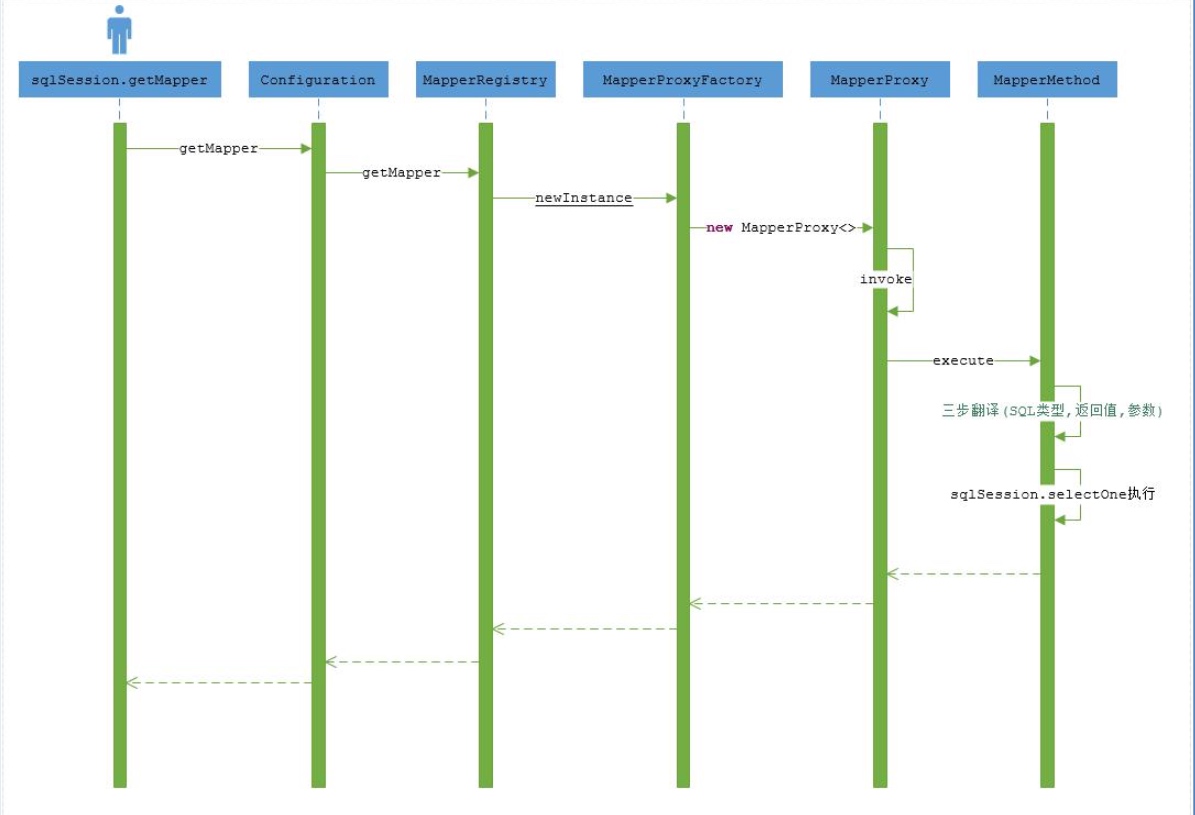 sqlSession.getMapper
Configuration
MapperRegistry
MapperProxyFactory
MapperProxy
MapperMethod
getMapper
getMapper
newInstance
new MapperProxy<>
invoke
execute
三步翻译(SQL类型,返回值,参数)
sqlSession.selectOne执行